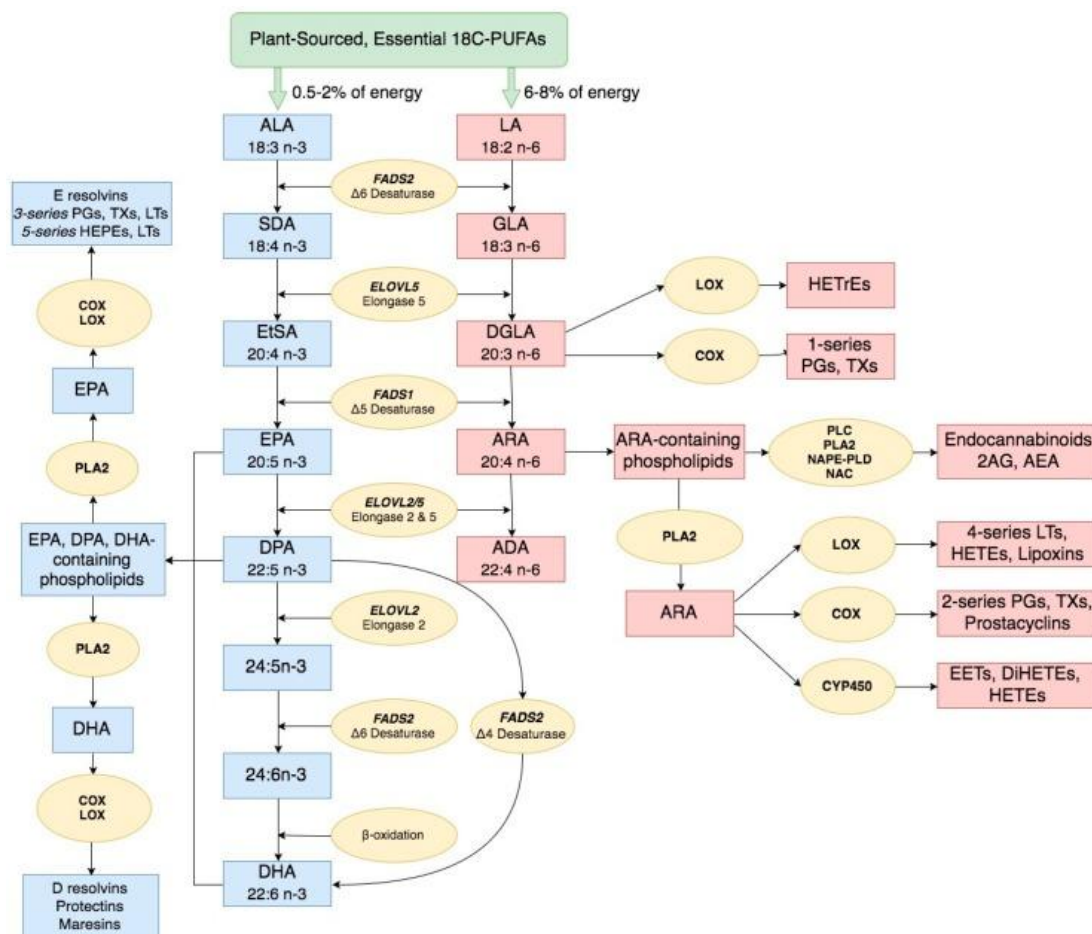 Plant-Sourced, Essential 18C-PUFAs
0.5-2% of energy
6-8% of energy
ALA
18:3 n-3
LA
18:2 n-6
FADS2
Δ6 Desaturase
SDA
18:4 n-3
GLA
18:3 n-6
ELOVL5
Elongase 5
EtSA
20:4 n-3
DGLA
20:3 n-6
LOX
HETrEs
COX
1-series
PGs, TXs
FADS1
Δ5 Desaturase
EPA
20:5 n-3
ARA
20:4 n-6
ARA-containing
phospholipids
PLC
PLA2
NAPE-PLD
NAC
Endocannabinoids
2AG, AEA
ELOVL2/5
Elongase 2 & 5
DPA
22:5 n-3
ADA
22:4 n-6
PLA2
ARA
LOX
4-series LTs,
HETEs, Lipoxins
COX
2-series PGs, TXs,
Prostacyclins
CYP450
EETs, DiHETEs,
HETEs
ELOVL2
Elongase 2
24:5n-3
FADS2
Δ6 Desaturase
FADS2
Δ4 Desaturase
24:6n-3
β-oxidation
DHA
22:6 n-3
E resolvins
3-series PGs, TXs, LTs
5-series HEPEs, LTs
COX
LOX
EPA
PLA2
EPA, DPA, DHA-
containing
phospholipids
PLA2
DHA
COX
LOX
D resolvins
Protectins
Maresins